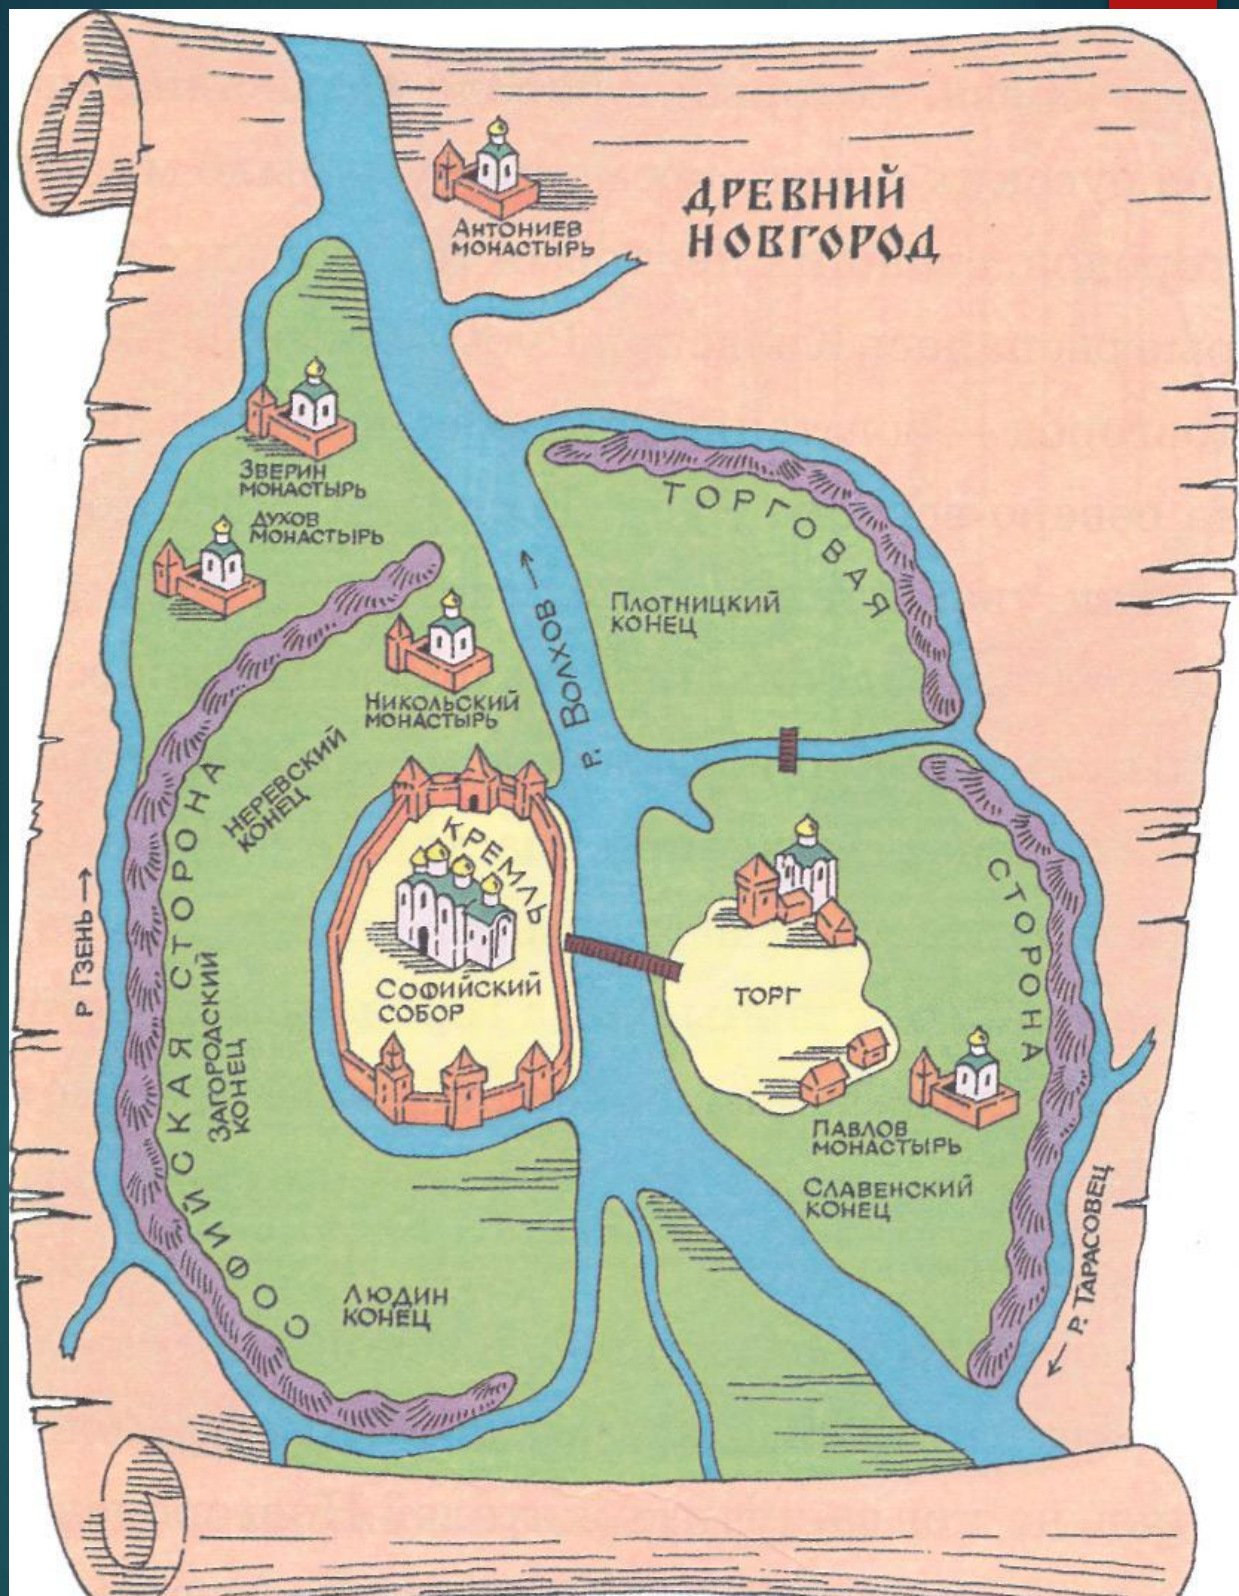 ДРЕВНИЙ
НОВГОРОД
АНТОНИЕВ
МОНАСТЫРЬ
ЗВЕРИН
МОНАСТЫРЬ
ДУХОВ
МОНАСТЫРЬ
ТОРГОВАЯ
ПЛОТНИЦКИЙ
КОНЕЦ
Р. ВОЛХОВ →
НИКОЛЬСКИЙ
МОНАСТЫРЬ
НЕРЕВСКИЙ
КОНЕЦ
КРЕМЛЬ
СОФИЙСКИЙ
СОБОР
СТОРОНА
ТОРГ
Р ГЗЕНЬ →
СОФИЙСКАЯ СТОРОНА
ЗАГОРОДСКИЙ
КОНЕЦ
ПАВЛОВ
МОНАСТЫРЬ
СЛАВЕНСКИЙ
КОНЕЦ
← Р. ТАРАСОВЕЦ
ЛЮДИН
КОНЕЦ